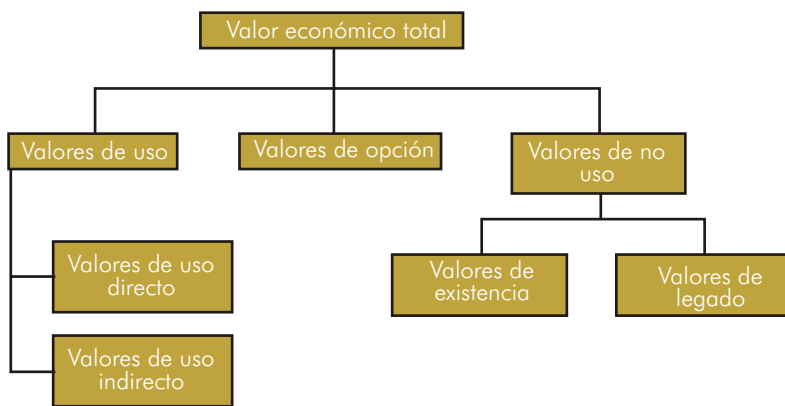 Valor económico total
Valores de uso
Valores de opción
Valores de no
uso
Valores de uso
directo
Valores de existencia
Valores de
legado
Valores de uso
indirecto